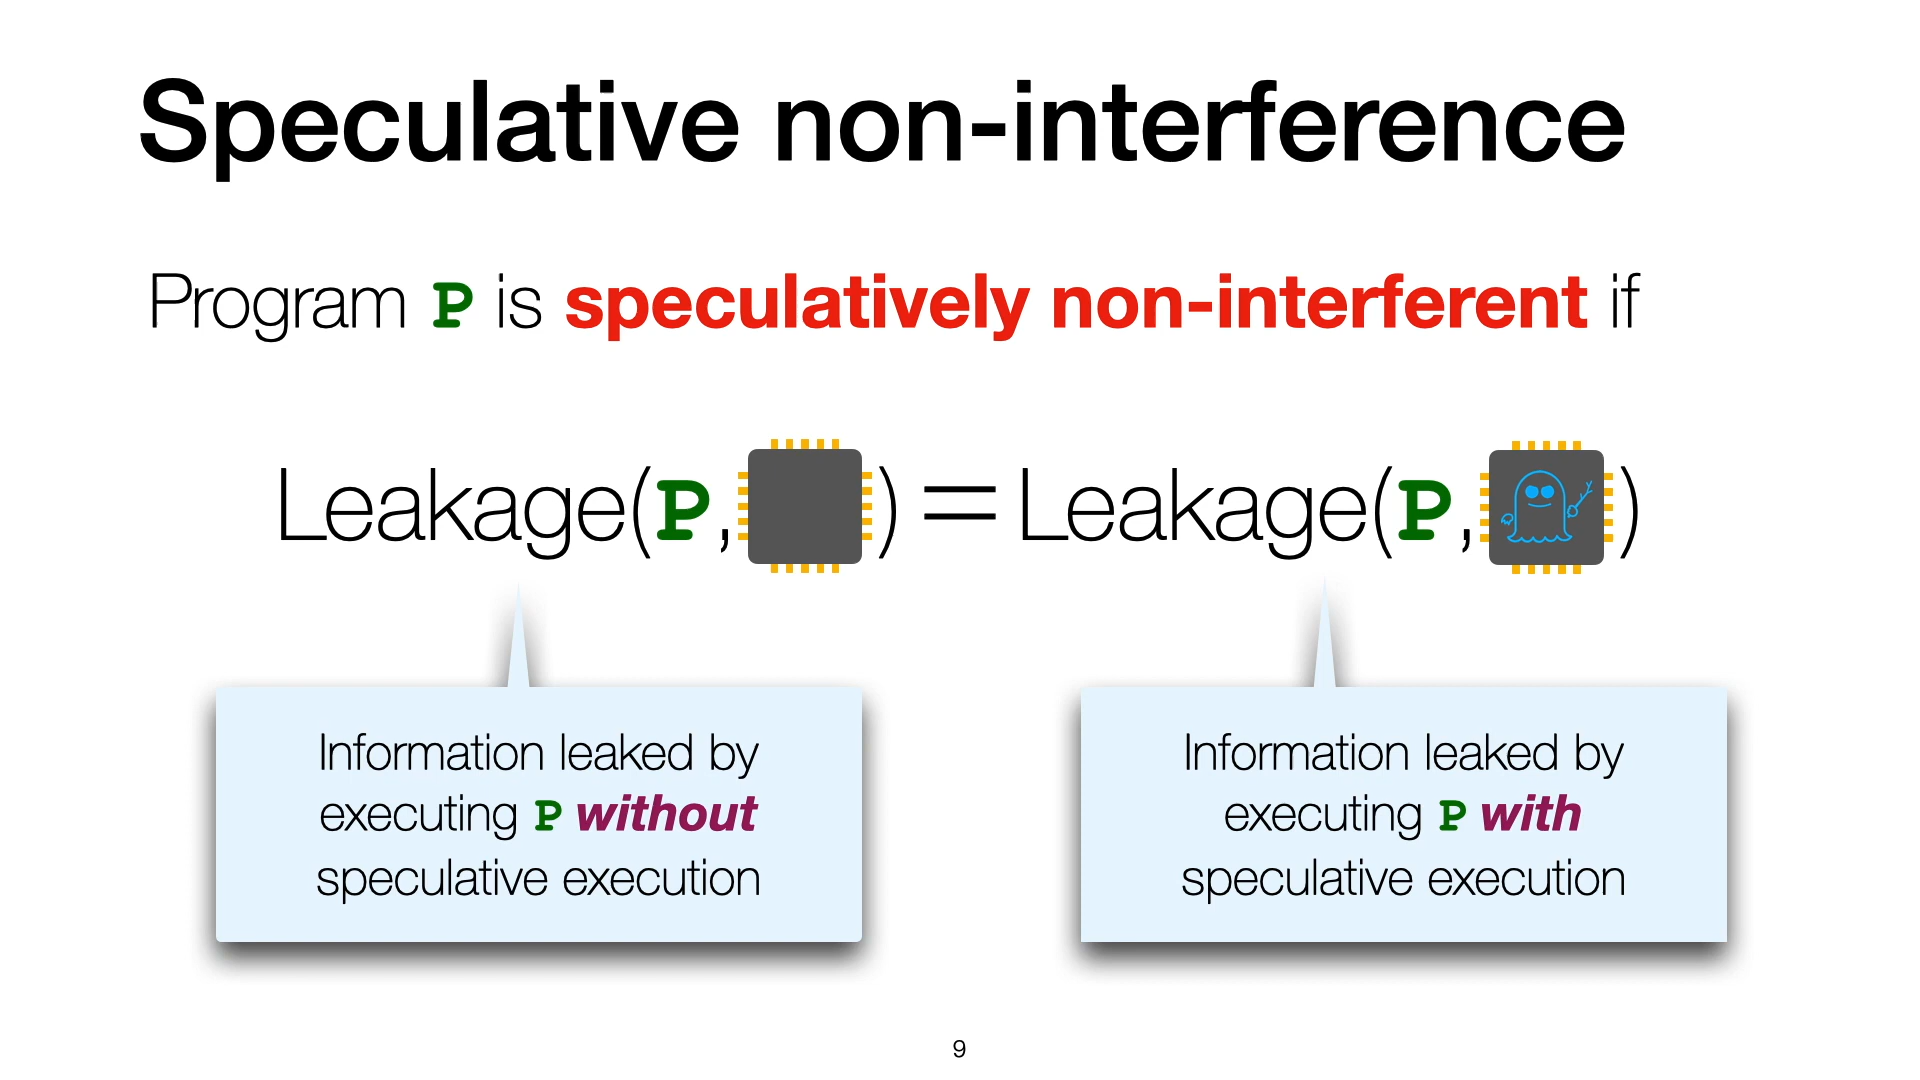 Speculative non-interference
Program P is speculatively non-interferent if
Leakage(P, ) = Leakage(P, )
Information leaked by
executing P without
speculative execution
Information leaked by
executing P with
speculative execution
9